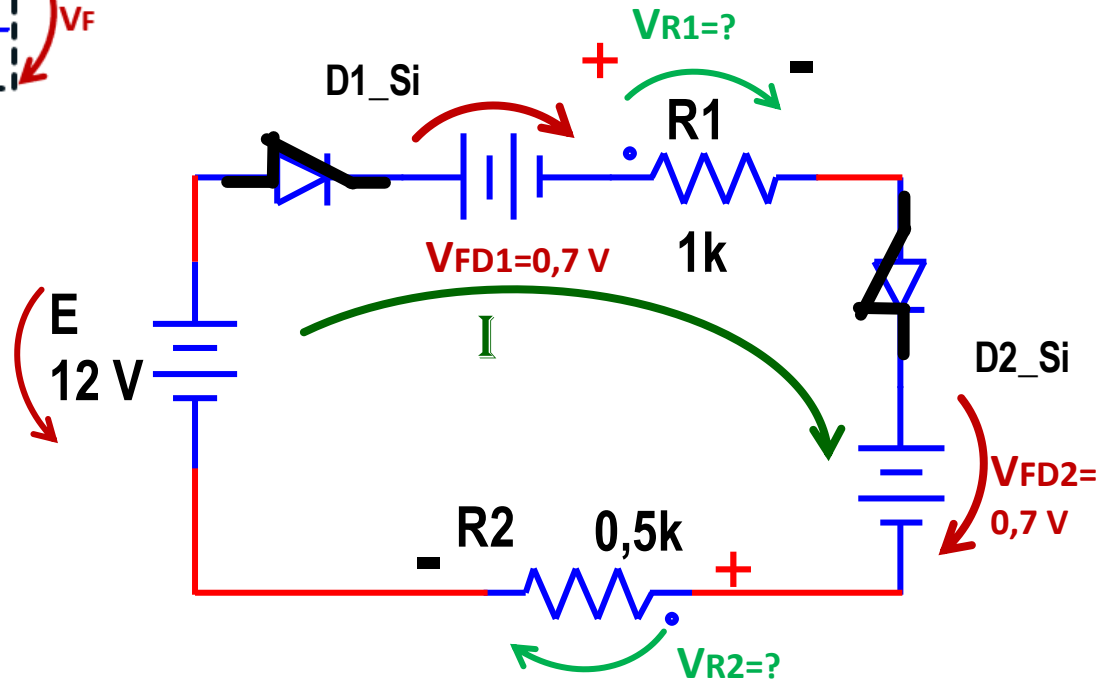 VF
VR1=?
D1_Si
+
-
R1
VFD1=0,7 V
1k
E
12 V
I
D2_Si
VFD2=
0,7 V
R2
0,5k
-
+
VR2=?